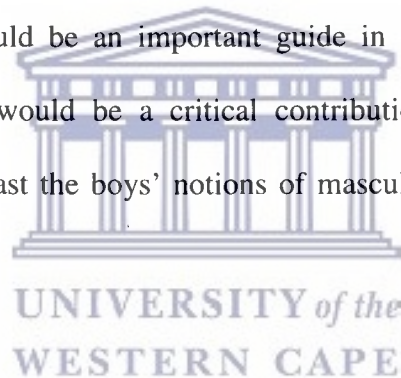 uld be an important guide in
would be a critical contributi
ast the boys' notions of mascul
UNIVERSITY of the
WESTERN CAPE